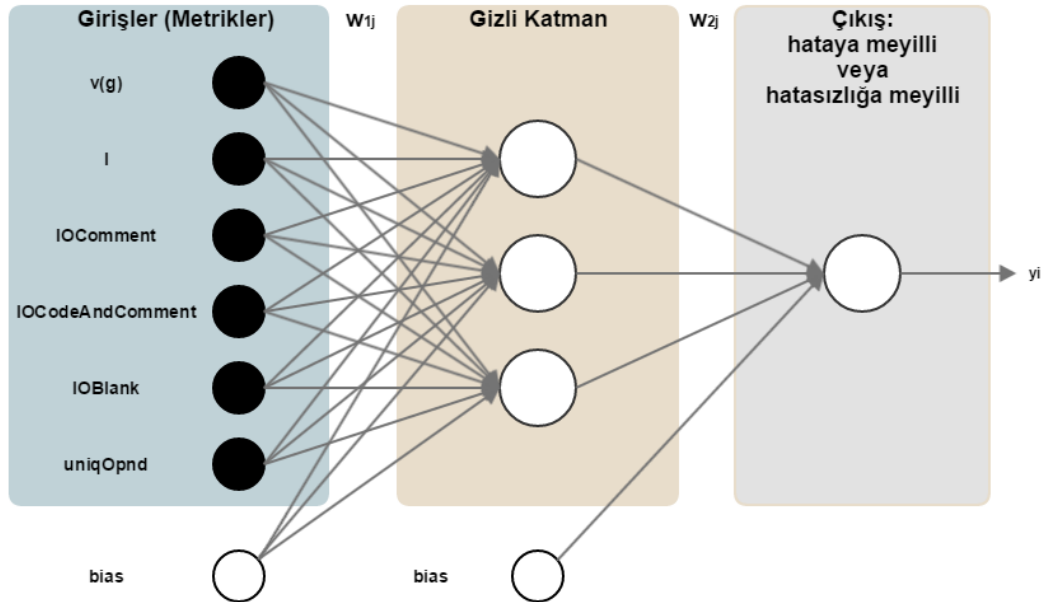 Girişler (Metrikler)
W1j
Gizli Katman
W2j
Çıkış:
hataya meyilli
veya
hatasızlığa meyilli
v(g)
l
lOComment
lOCodeAndComment
lOBlank
uniqOpnd
yi
bias
bias